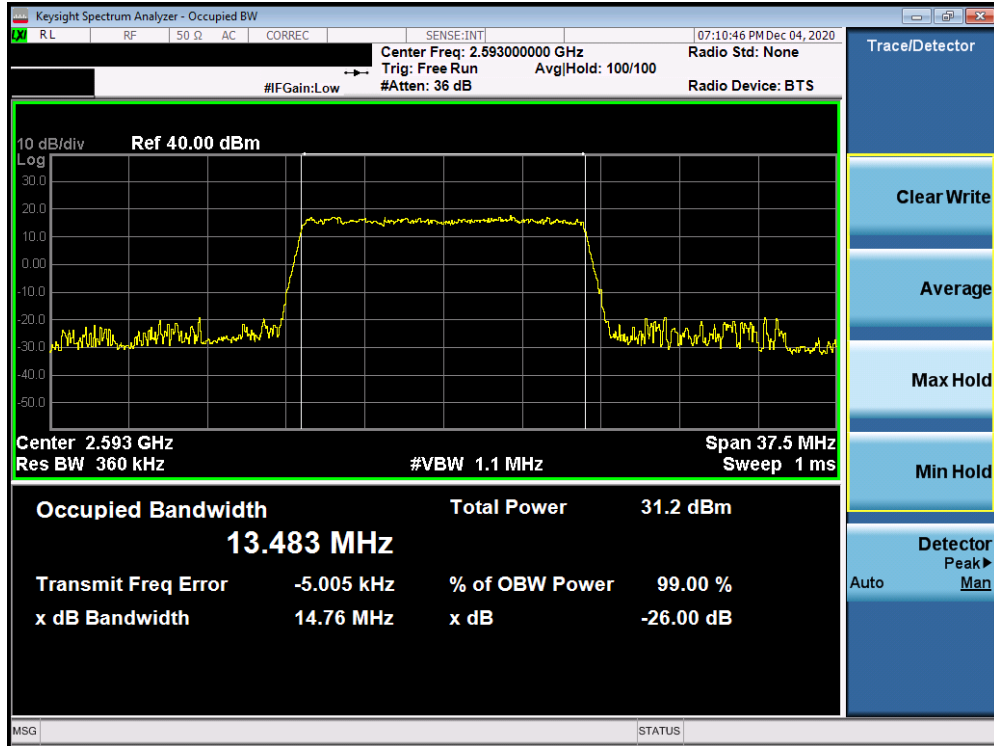 Keysight Spectrum Analyzer - Occupied BW
LXI RL RF 50 Ω AC CORREC SENSE:INT 07:10:46 PM Dec 04, 2020
Center Freq: 2.593000000 GHz Radio Std: None
Trig: Free Run Avg|Hold: 100/100
#IFGain:Low #Atten: 36 dB Radio Device: BTS
Trace/Detector
10 dB/div Ref 40.00 dBm
Log
30.0
20.0
10.0
0.00
-10.0
-20.0
-30.0
-40.0
-50.0
Center 2.593 GHz Span 37.5 MHz
Res BW 360 kHz #VBW 1.1 MHz Sweep 1 ms
Occupied Bandwidth Total Power 31.2 dBm
13.483 MHz
Transmit Freq Error -5.005 kHz % of OBW Power 99.00 %
x dB Bandwidth 14.76 MHz x dB -26.00 dB
Clear Write
Average
Max Hold
Min Hold
Detector
Peak▶
Auto Man
MSG STATUS